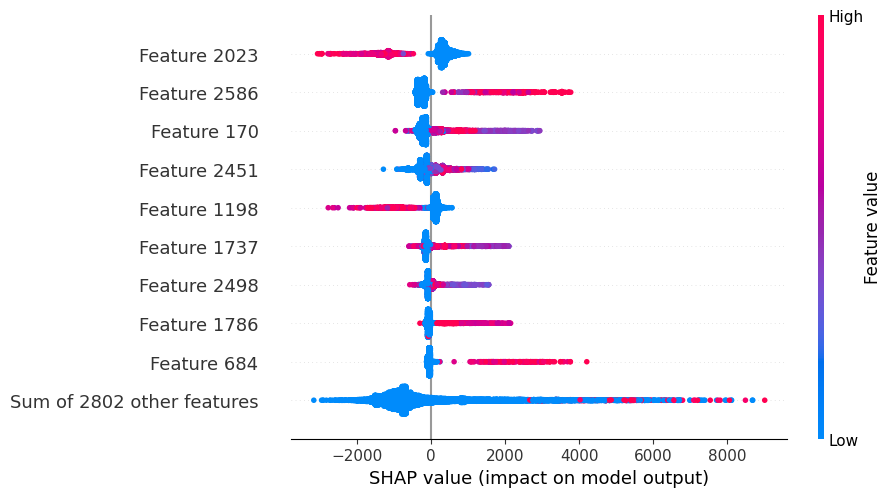 High
Feature 2023
Feature 2586
Feature 170
Feature 2451
Feature 1198
Feature 1737
Feature 2498
Feature 1786
Feature 684
Sum of 2802 other features
Feature value
Low
−2000 0 2000 4000 6000 8000
SHAP value (impact on model output)